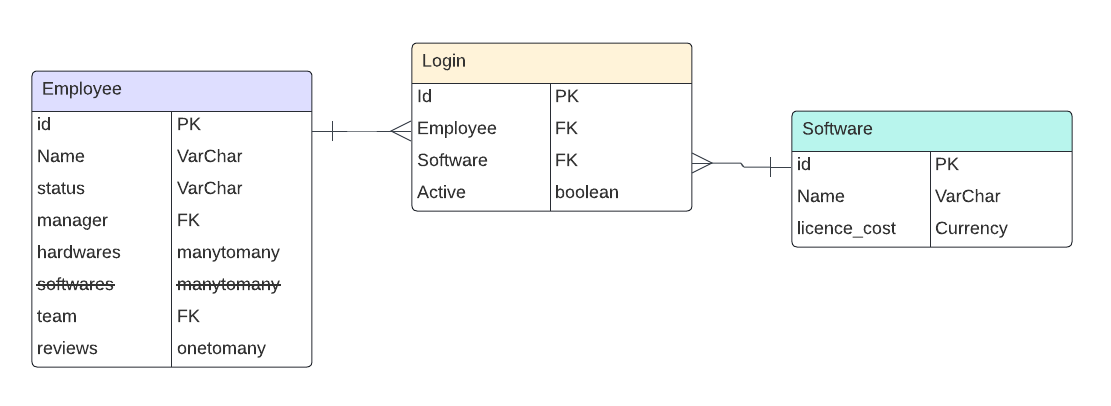 Employee
id PK
Name VarChar
status VarChar
manager FK
hardwares manytomany
softwares manytomany
team FK
reviews onetomany
Login
Id PK
Employee FK
Software FK
Active boolean
Software
id PK
Name VarChar
licence_cost Currency